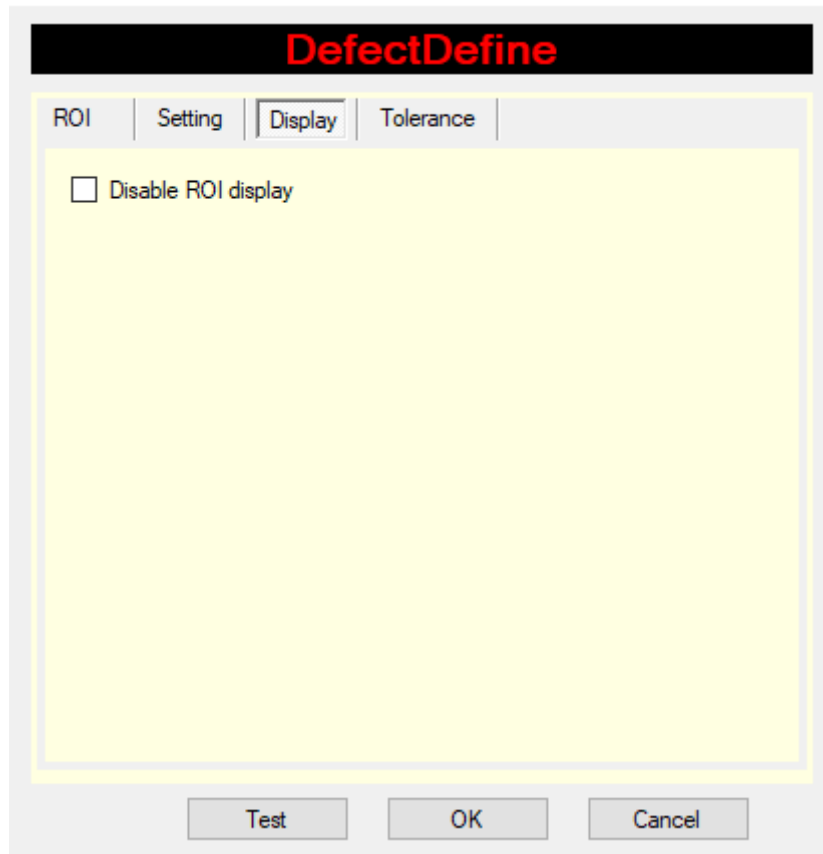 DefectDefine
ROI Setting Display Tolerance
Disable ROI display
Test OK Cancel